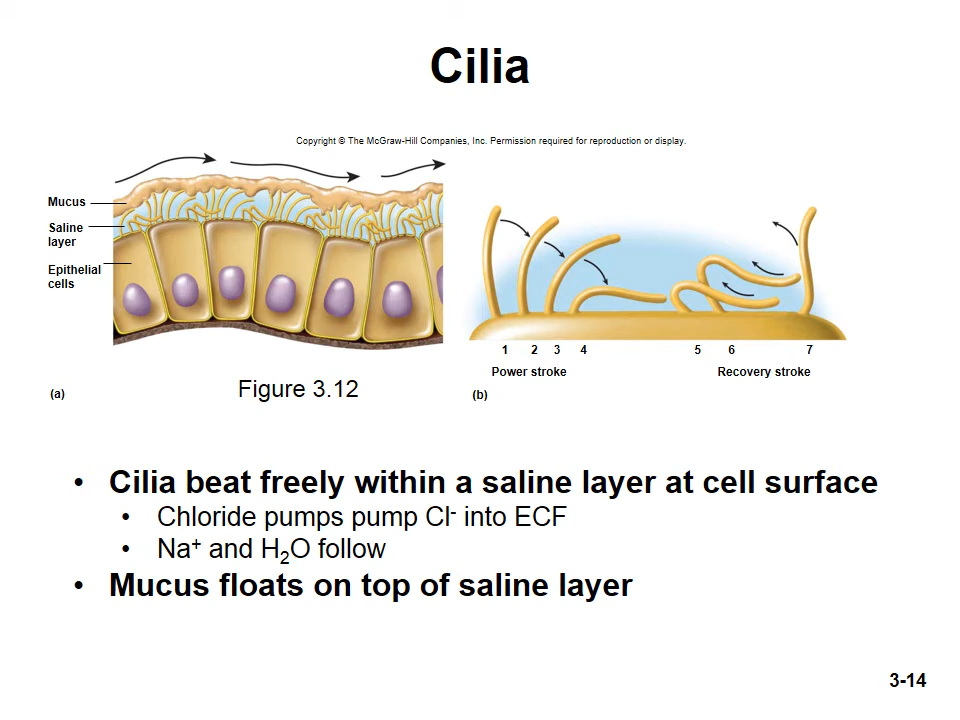 Cilia
Copyright © The McGraw-Hill Companies, Inc. Permission required for reproduction or display.
Mucus
Saline
layer
Epithelial
cells
(a)
Figure 3.12
1 2 3 4 5 6 7
Power stroke Recovery stroke
(b)
• Cilia beat freely within a saline layer at cell surface
• Chloride pumps pump Cl⁻ into ECF
• Na⁺ and H₂O follow
• Mucus floats on top of saline layer
3-14